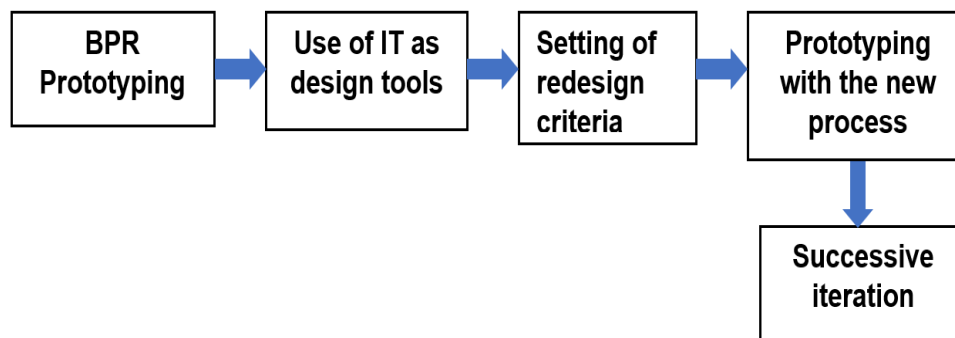 BPR
Prototyping
Use of IT as
design tools
Setting of
redesign
criteria
Prototyping
with the new
process
Successive
iteration